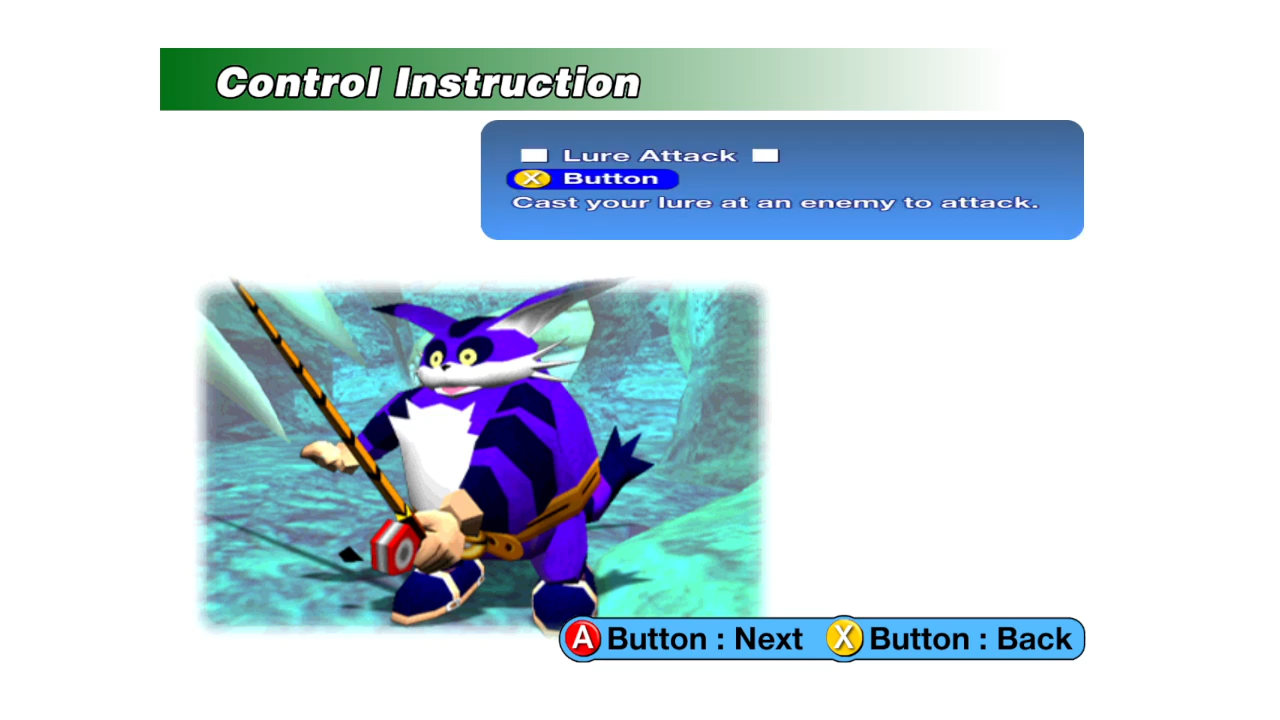 Control Instruction
Lure Attack
X Button
Cast your lure at an enemy to attack.
A Button : Next X Button : Back